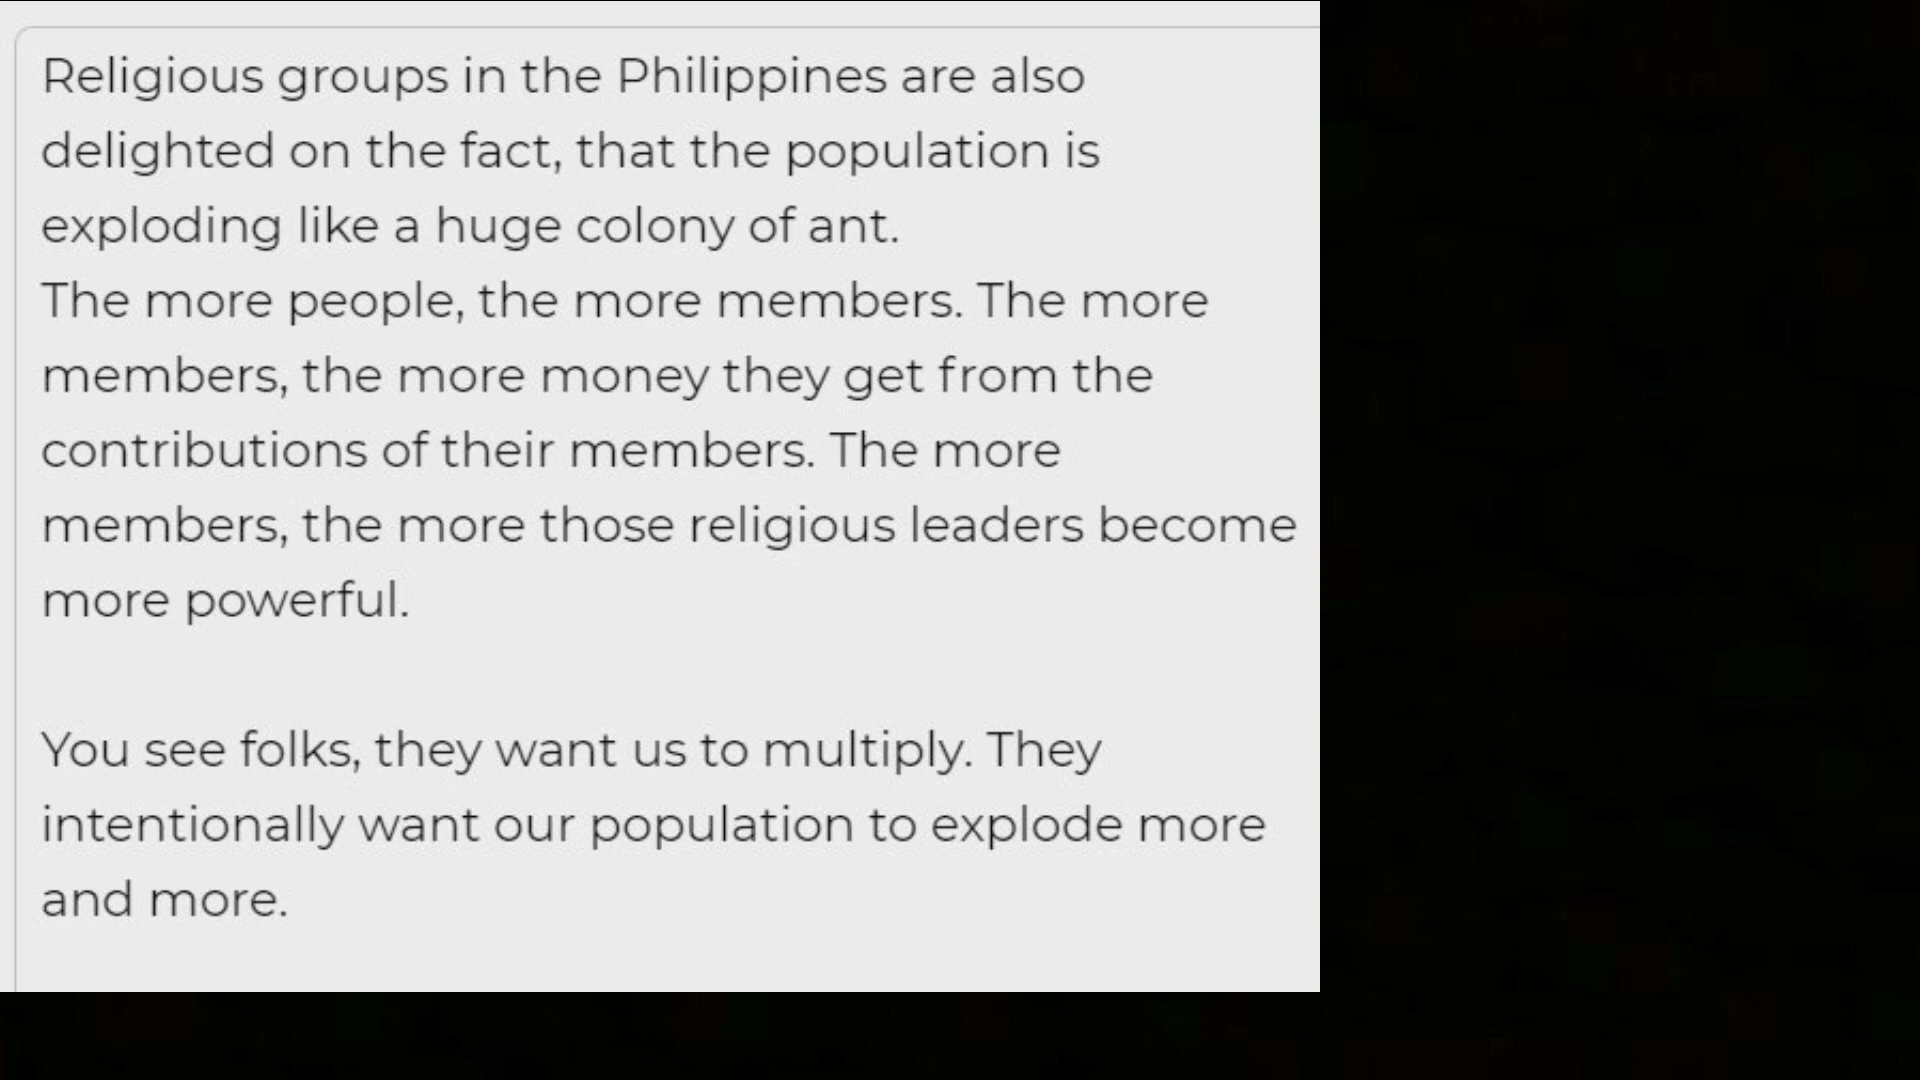 Religious groups in the Philippines are also
delighted on the fact, that the population is
exploding like a huge colony of ant.
The more people, the more members. The more
members, the more money they get from the
contributions of their members. The more
members, the more those religious leaders become
more powerful.
You see folks, they want us to multiply. They
intentionally want our population to explode more
and more.